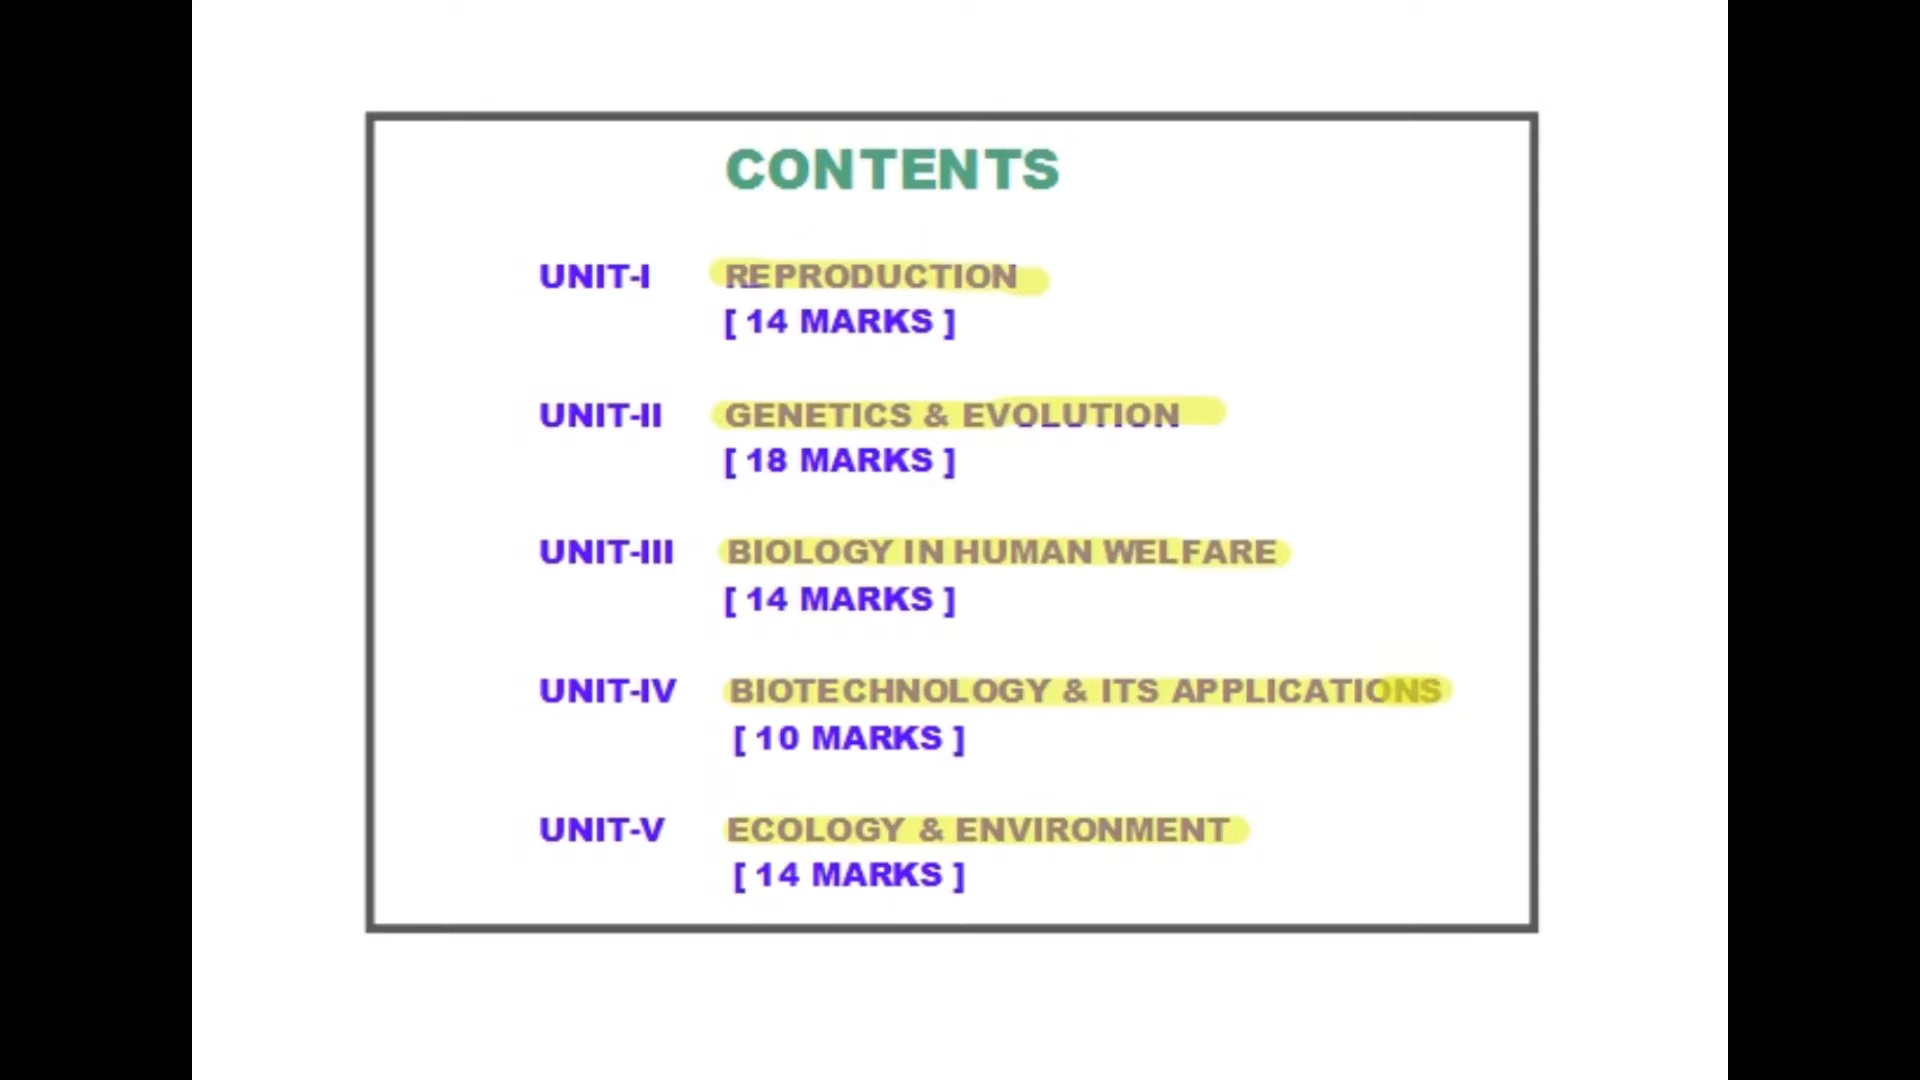 CONTENTS
UNIT-I REPRODUCTION
[ 14 MARKS ]
UNIT-II GENETICS & EVOLUTION
[ 18 MARKS ]
UNIT-III BIOLOGY IN HUMAN WELFARE
[ 14 MARKS ]
UNIT-IV BIOTECHNOLOGY & ITS APPLICATIONS
[ 10 MARKS ]
UNIT-V ECOLOGY & ENVIRONMENT
[ 14 MARKS ]